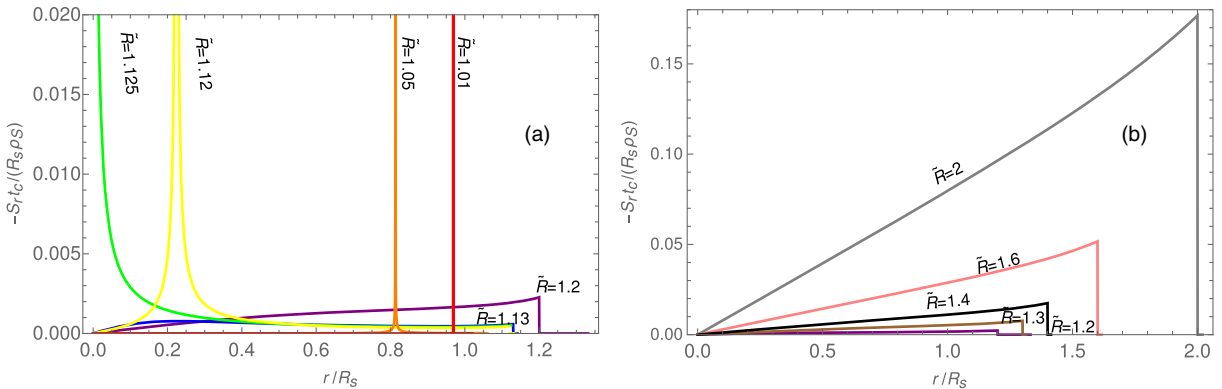 0.020
0.015
0.010
0.005
0.000
−S_r t_c/(R_s ρ_S)
R̃=1.125
R̃=1.12
R̃=1.05
R̃=1.01
(a)
R̃=1.2
R̃=1.13
0.0 0.2 0.4 0.6 0.8 1.0 1.2
r/R_s
0.15
0.10
0.05
0.00
−S_r t_c/(R_s ρ_S)
(b)
R̃=2
R̃=1.6
R̃=1.4
R̃=1.3
R̃=1.2
0.0 0.5 1.0 1.5 2.0
r/R_s